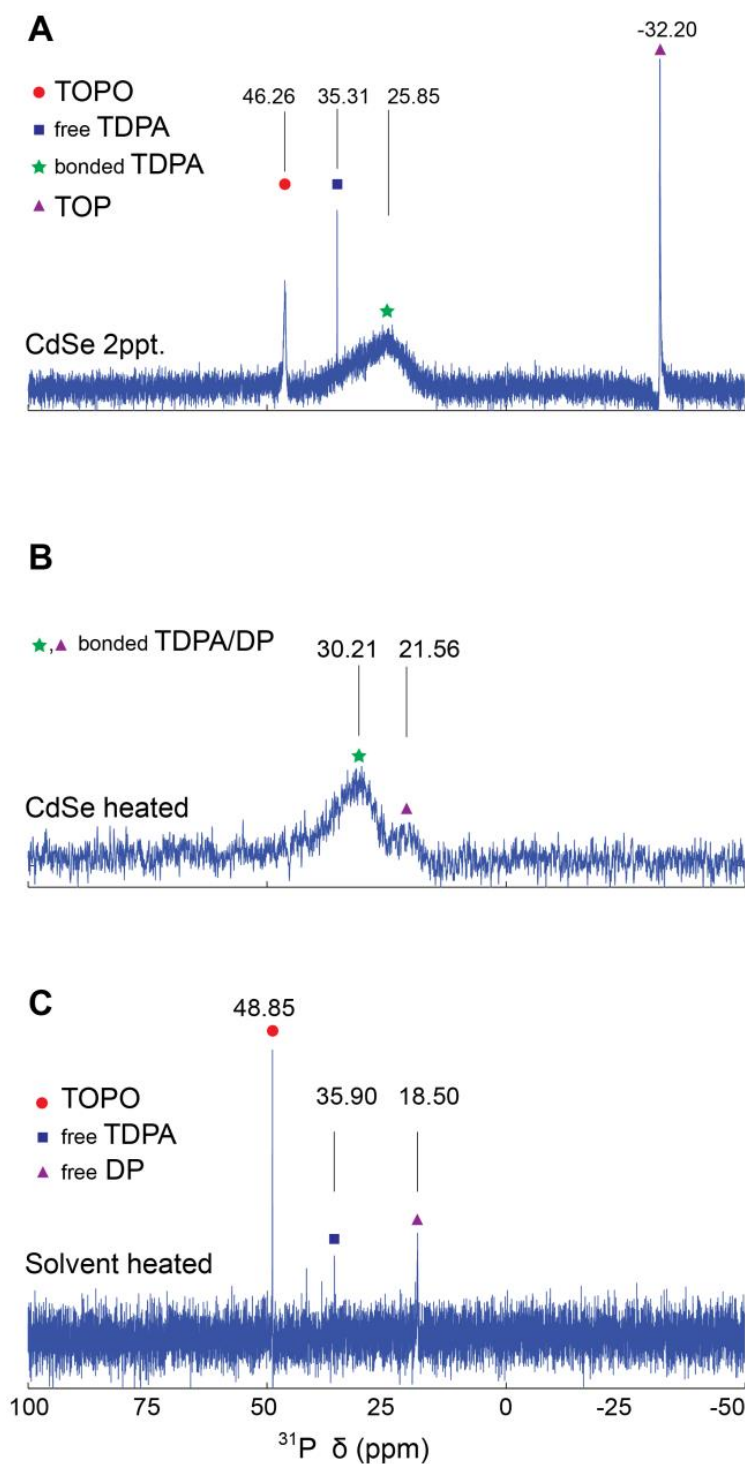 A
-32.20
TOPO
46.26 35.31 25.85
free TDPA
bonded TDPA
TOP
CdSe 2ppt.
B
bonded TDPA/DP
30.21 21.56
CdSe heated
C
48.85
TOPO
35.90 18.50
free TDPA
free DP
Solvent heated
100 75 50 25 0 -25 -50
³¹P δ (ppm)